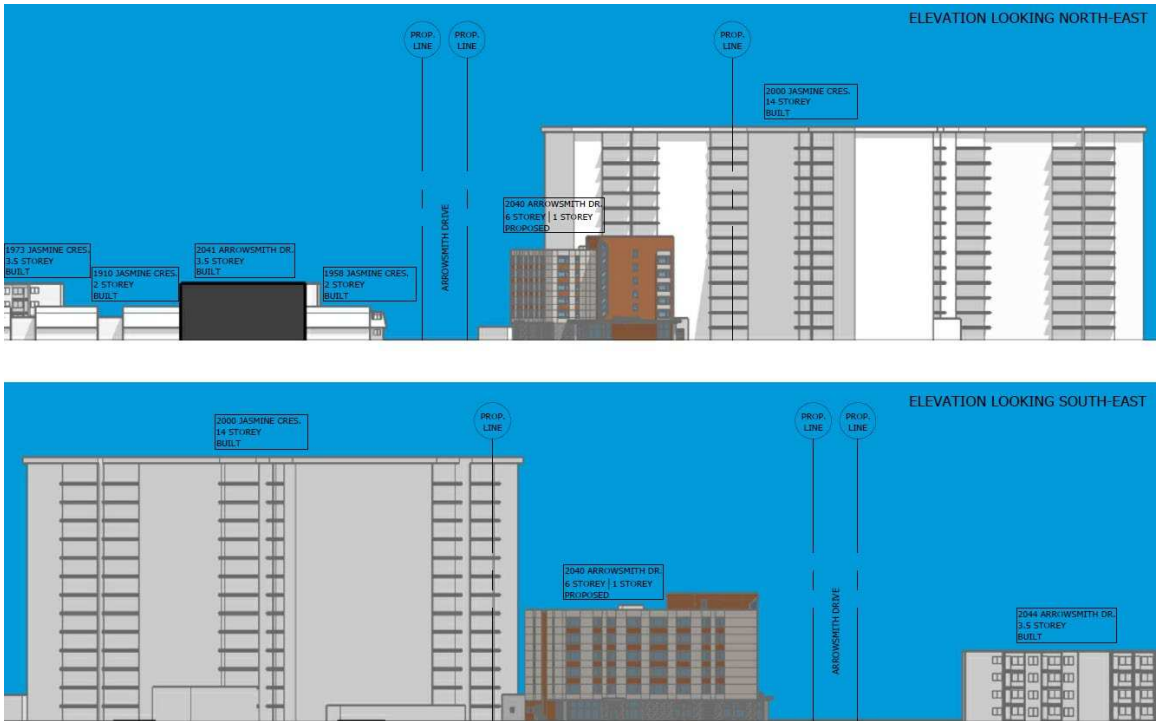 ELEVATION LOOKING NORTH-EAST
PROP.
LINE
PROP.
LINE
PROP.
LINE
2000 JASMINE CRES.
14 STOREY
BUILT
2040 ARROWSMITH DR.
6 STOREY | 1 STOREY
PROPOSED
ARROWSMITH DRIVE
1973 JASMINE CRES.
3.5 STOREY
BUILT
1910 JASMINE CRES.
2 STOREY
BUILT
2041 ARROWSMITH DR.
3.5 STOREY
BUILT
1958 JASMINE CRES.
2 STOREY
BUILT
ELEVATION LOOKING SOUTH-EAST
2000 JASMINE CRES.
14 STOREY
BUILT
PROP.
LINE
PROP.
LINE
PROP.
LINE
2040 ARROWSMITH DR.
6 STOREY | 1 STOREY
PROPOSED
ARROWSMITH DRIVE
2044 ARROWSMITH DR.
3.5 STOREY
BUILT